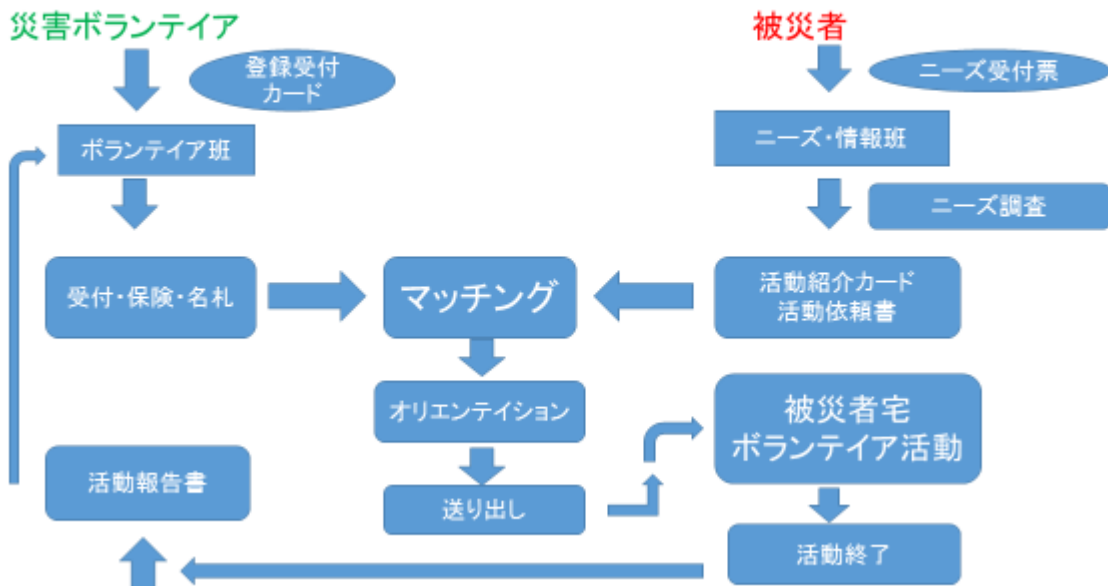 災害ボランテイア
被災者
登録受付
カード
ニーズ受付票
ボランテイア班
ニーズ・情報班
ニーズ調査
受付・保険・名札
マッチング
活動紹介カード
活動依頼書
オリエンテイション
被災者宅
ボランテイア活動
活動報告書
送り出し
活動終了